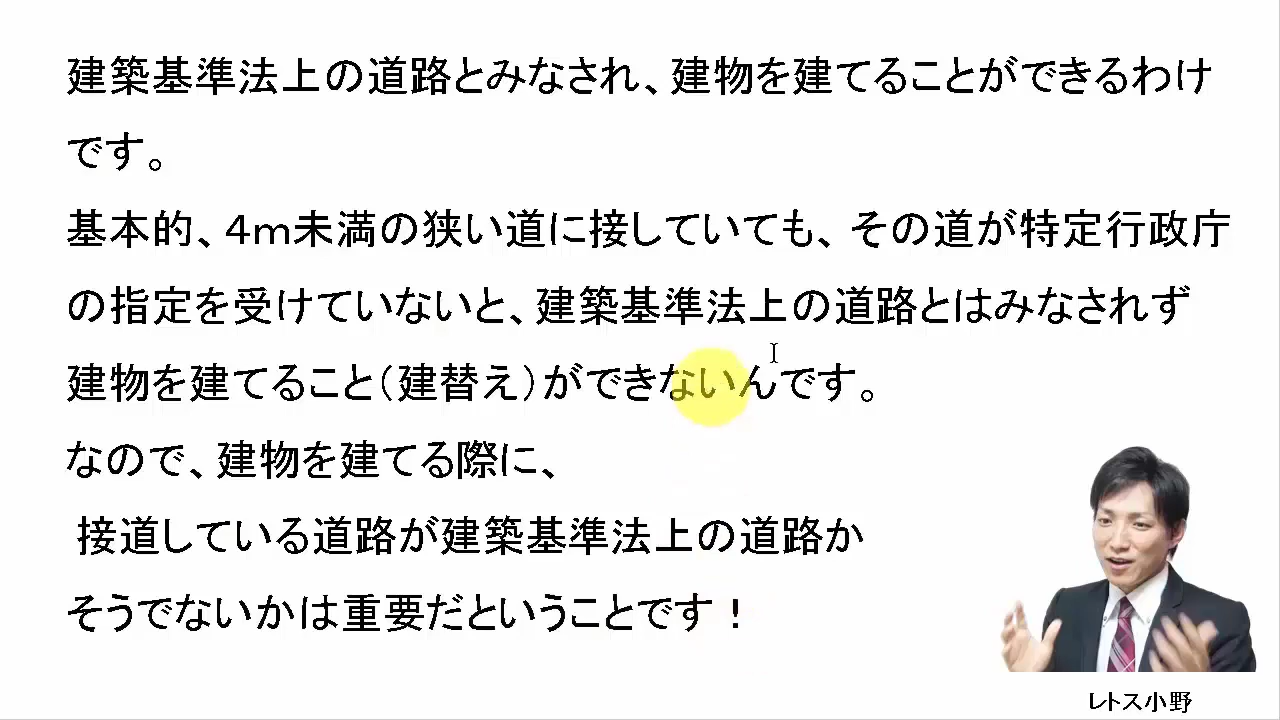 建築基準法上の道路とみなされ、建物を建てることができるわけ
です。
基本的、４ｍ未満の狭い道に接していても、その道が特定行政庁
の指定を受けていないと、建築基準法上の道路とはみなされず
建物を建てること（建替え）ができないんです。
なので、建物を建てる際に、
接道している道路が建築基準法上の道路か
そうでないかは重要だということです！
レトス小野